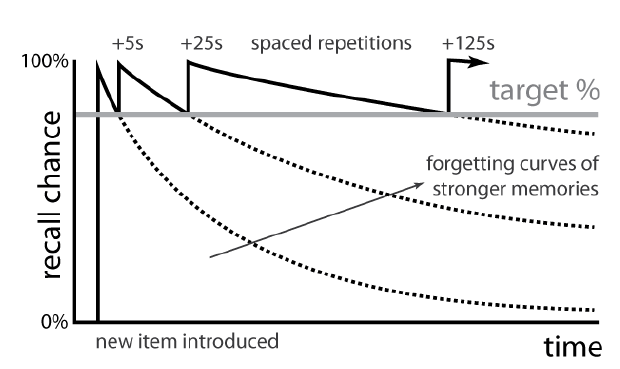 +5s
+25s
spaced repetitions
+125s
100%
target %
recall chance
forgetting curves of
stronger memories
0%
new item introduced
time